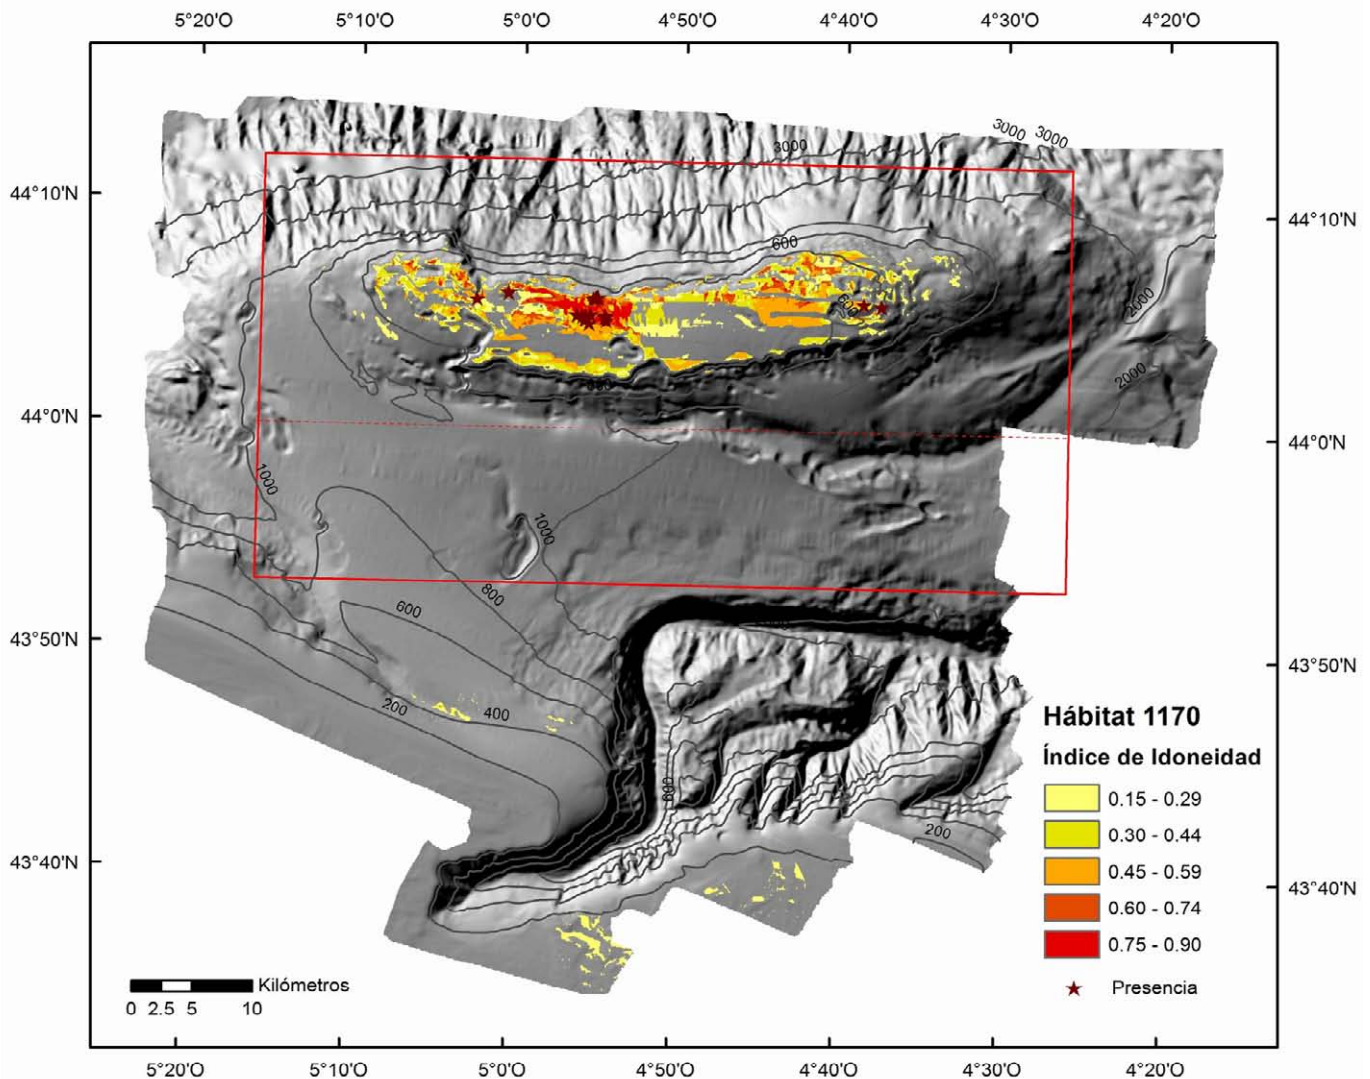 5°20'O 5°10'O 5°0'O 4°50'O 4°40'O 4°30'O 4°20'O
3000 3000
3000
44°10'N 44°10'N
600
2000
600
2000
44°0'N 44°0'N
1000
1000
800
600
43°50'N 43°50'N
200 400
Hábitat 1170
Índice de Idoneidad
600
0.15 - 0.29
200
0.30 - 0.44
43°40'N 43°40'N
0.45 - 0.59
0.60 - 0.74
0.75 - 0.90
Kilómetros
Presencia
0 2.5 5 10
5°20'O 5°10'O 5°0'O 4°50'O 4°40'O 4°30'O 4°20'O